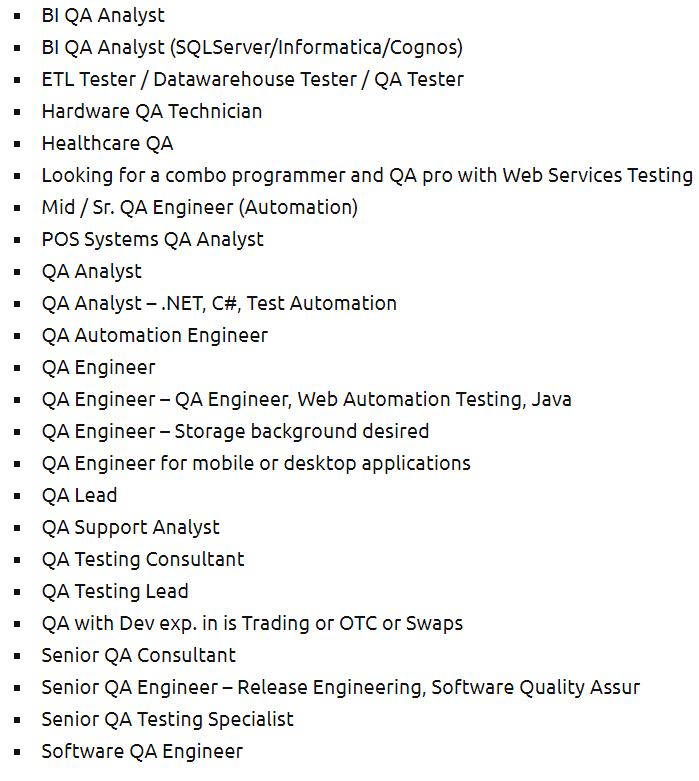 ▪ BI QA Analyst
▪ BI QA Analyst (SQLServer/Informatica/Cognos)
▪ ETL Tester / Datawarehouse Tester / QA Tester
▪ Hardware QA Technician
▪ Healthcare QA
▪ Looking for a combo programmer and QA pro with Web Services Testing
▪ Mid / Sr. QA Engineer (Automation)
▪ POS Systems QA Analyst
▪ QA Analyst
▪ QA Analyst – .NET, C#, Test Automation
▪ QA Automation Engineer
▪ QA Engineer
▪ QA Engineer – QA Engineer, Web Automation Testing, Java
▪ QA Engineer – Storage background desired
▪ QA Engineer for mobile or desktop applications
▪ QA Lead
▪ QA Support Analyst
▪ QA Testing Consultant
▪ QA Testing Lead
▪ QA with Dev exp. in is Trading or OTC or Swaps
▪ Senior QA Consultant
▪ Senior QA Engineer – Release Engineering, Software Quality Assur
▪ Senior QA Testing Specialist
▪ Software QA Engineer